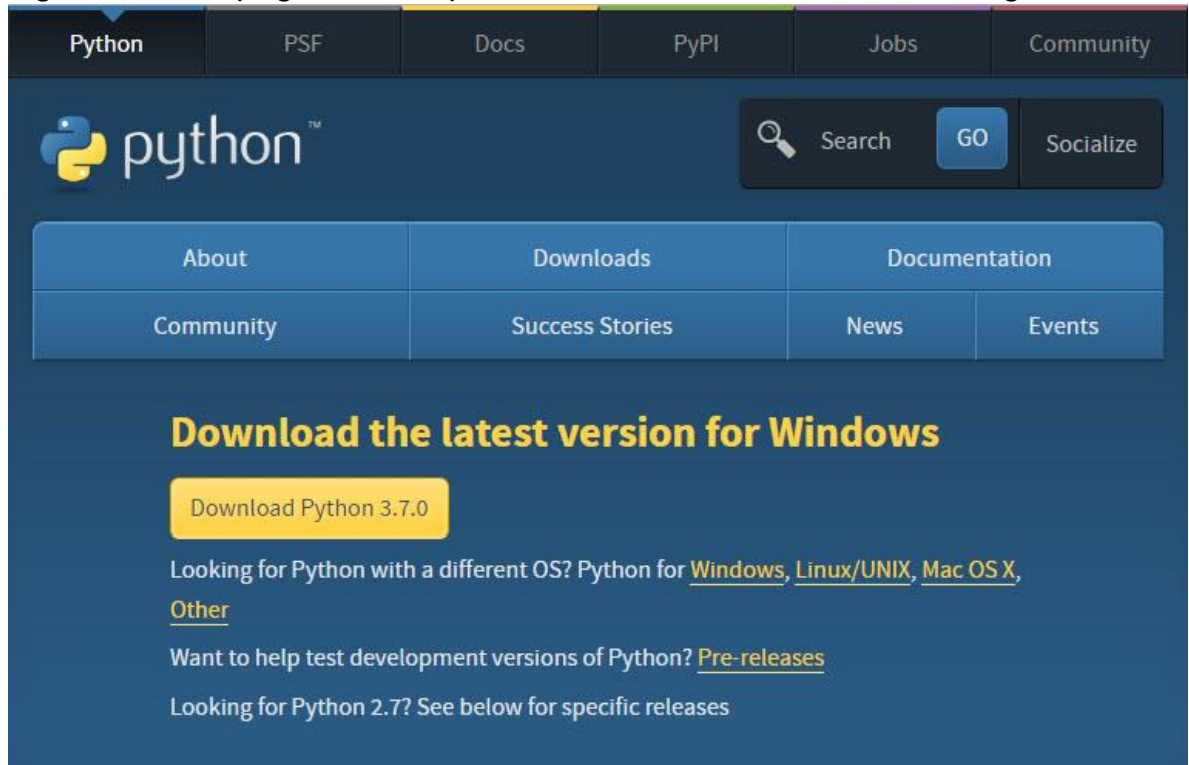 Python PSF Docs PyPI Jobs Community
python™
Search GO Socialize
About Downloads Documentation
Community Success Stories News Events
Download the latest version for Windows
Download Python 3.7.0
Looking for Python with a different OS? Python for Windows, Linux/UNIX, Mac OS X,
Other
Want to help test development versions of Python? Pre-releases
Looking for Python 2.7? See below for specific releases